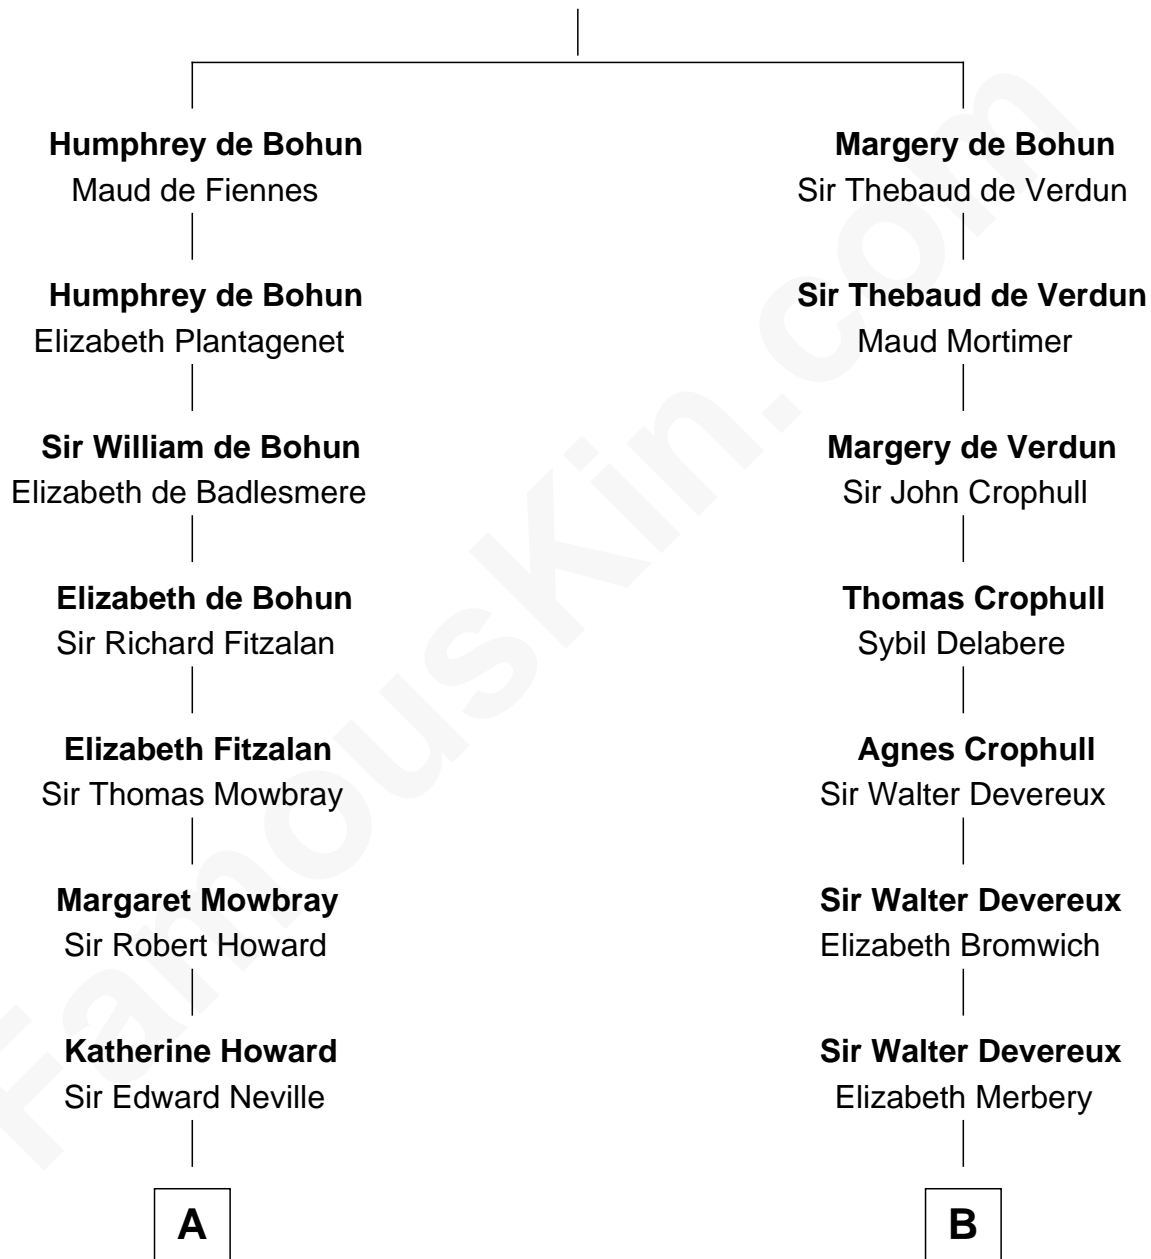 Humphrey de Bohun
Maud de Fiennes
Humphrey de Bohun
Elizabeth Plantagenet
Sir William de Bohun
Elizabeth de Badlesmere
Elizabeth de Bohun
Sir Richard Fitzalan
Elizabeth Fitzalan
Sir Thomas Mowbray
Margaret Mowbray
Sir Robert Howard
Katherine Howard
Sir Edward Neville
A
Margery de Bohun
Sir Thebaud de Verdun
Sir Thebaud de Verdun
Maud Mortimer
Margery de Verdun
Sir John Crophull
Thomas Crophull
Sybil Delabere
Agnes Crophull
Sir Walter Devereux
Sir Walter Devereux
Elizabeth Bromwich
Sir Walter Devereux
Elizabeth Merbery
B
FamousKin.com